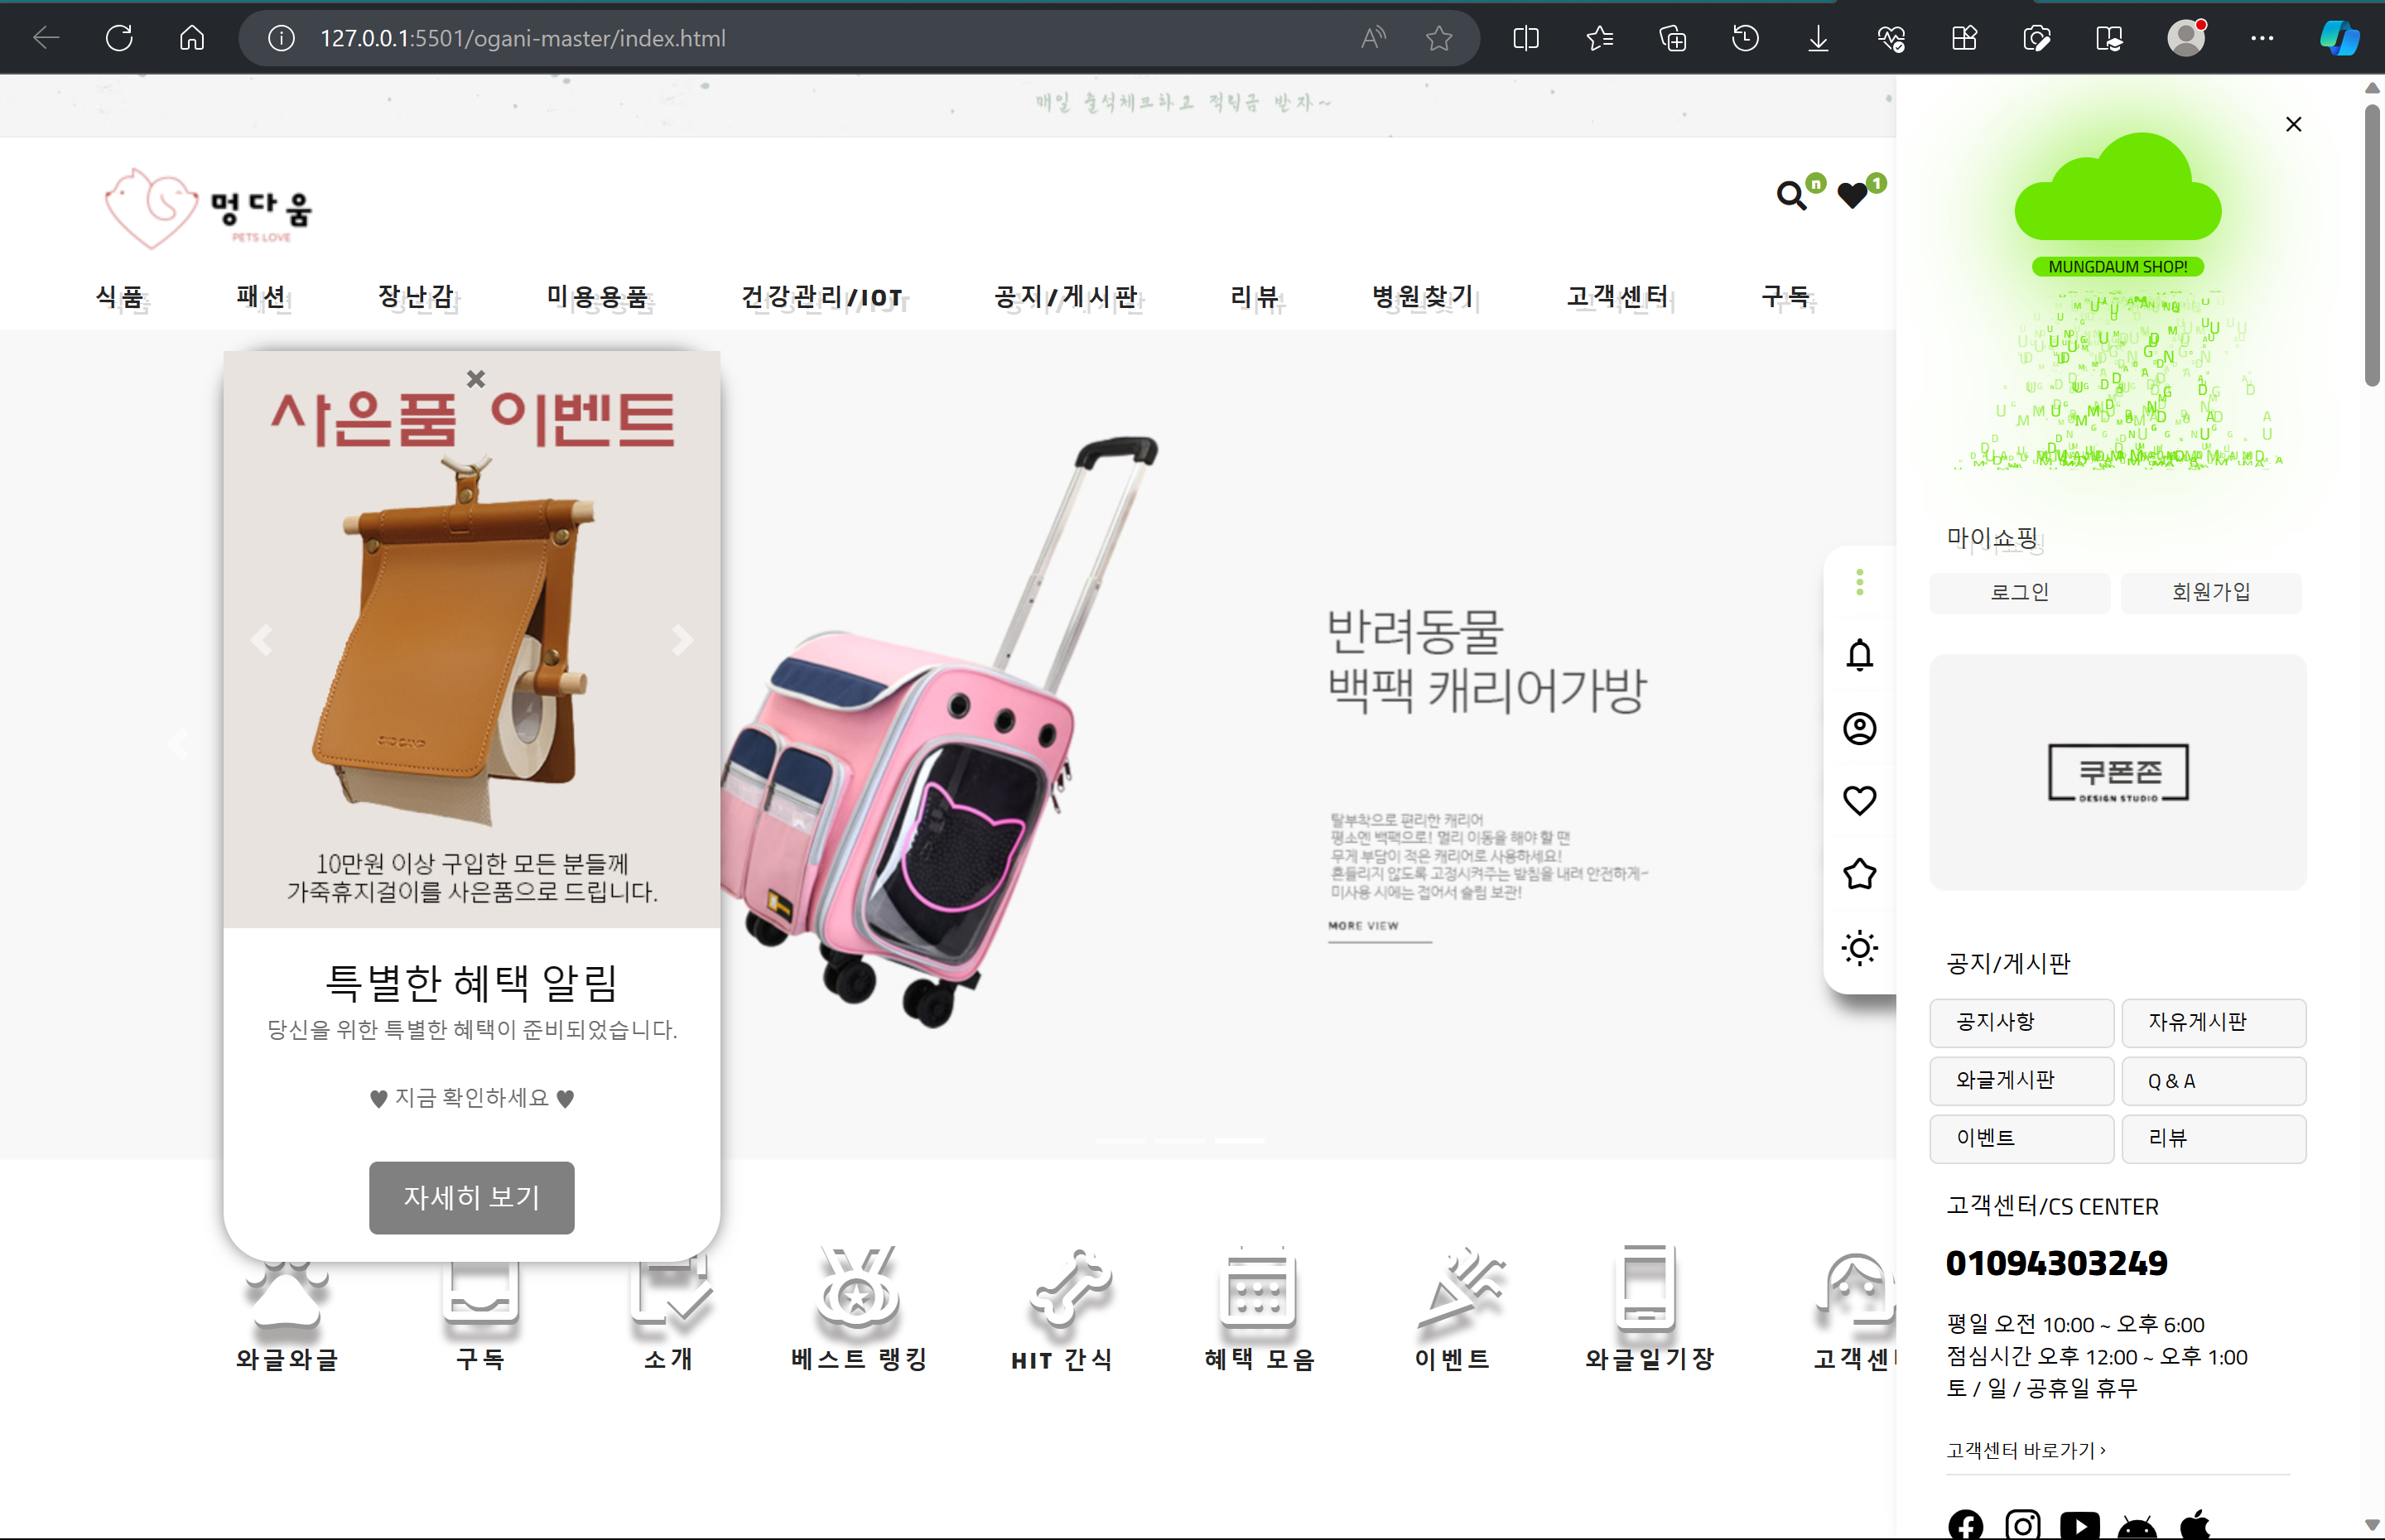 127.0.0.1:5501/ogani-master/index.html
매일 출석체크하고 적립금 받자~
멍다움
PETS LOVE
n
1
식품 패션 장난감 미용용품 건강관리/IOT 공지/게시판 리뷰 병원찾기 고객센터 구독
사은품 이벤트
10만원 이상 구입한 모든 분들께
가죽휴지걸이를 사은품으로 드립니다.
특별한 혜택 알림
당신을 위한 특별한 혜택이 준비되었습니다.
♥ 지금 확인하세요 ♥
자세히 보기
반려동물
백팩 캐리어가방
탈부착으로 편리한 캐리어
평소엔 백팩으로! 멀리 이동을 해야 할 땐
무게 부담이 적은 캐리어로 사용하세요!
흔들리지 않도록 고정시켜주는 받침을 내려 안전하게~
미사용 시에는 접어서 슬림 보관!
MORE VIEW
와글와글 구독 소개 베스트 랭킹 HIT 간식 혜택 모음 이벤트 와글일기장 고객센
MUNGDAUM SHOP!
마이쇼핑
로그인 회원가입
쿠폰존
DESIGN STUDIO
공지/게시판
공지사항 자유게시판
와글게시판 Q & A
이벤트 리뷰
고객센터/CS CENTER
01094303249
평일 오전 10:00 ~ 오후 6:00
점심시간 오후 12:00 ~ 오후 1:00
토 / 일 / 공휴일 휴무
고객센터 바로가기 ›